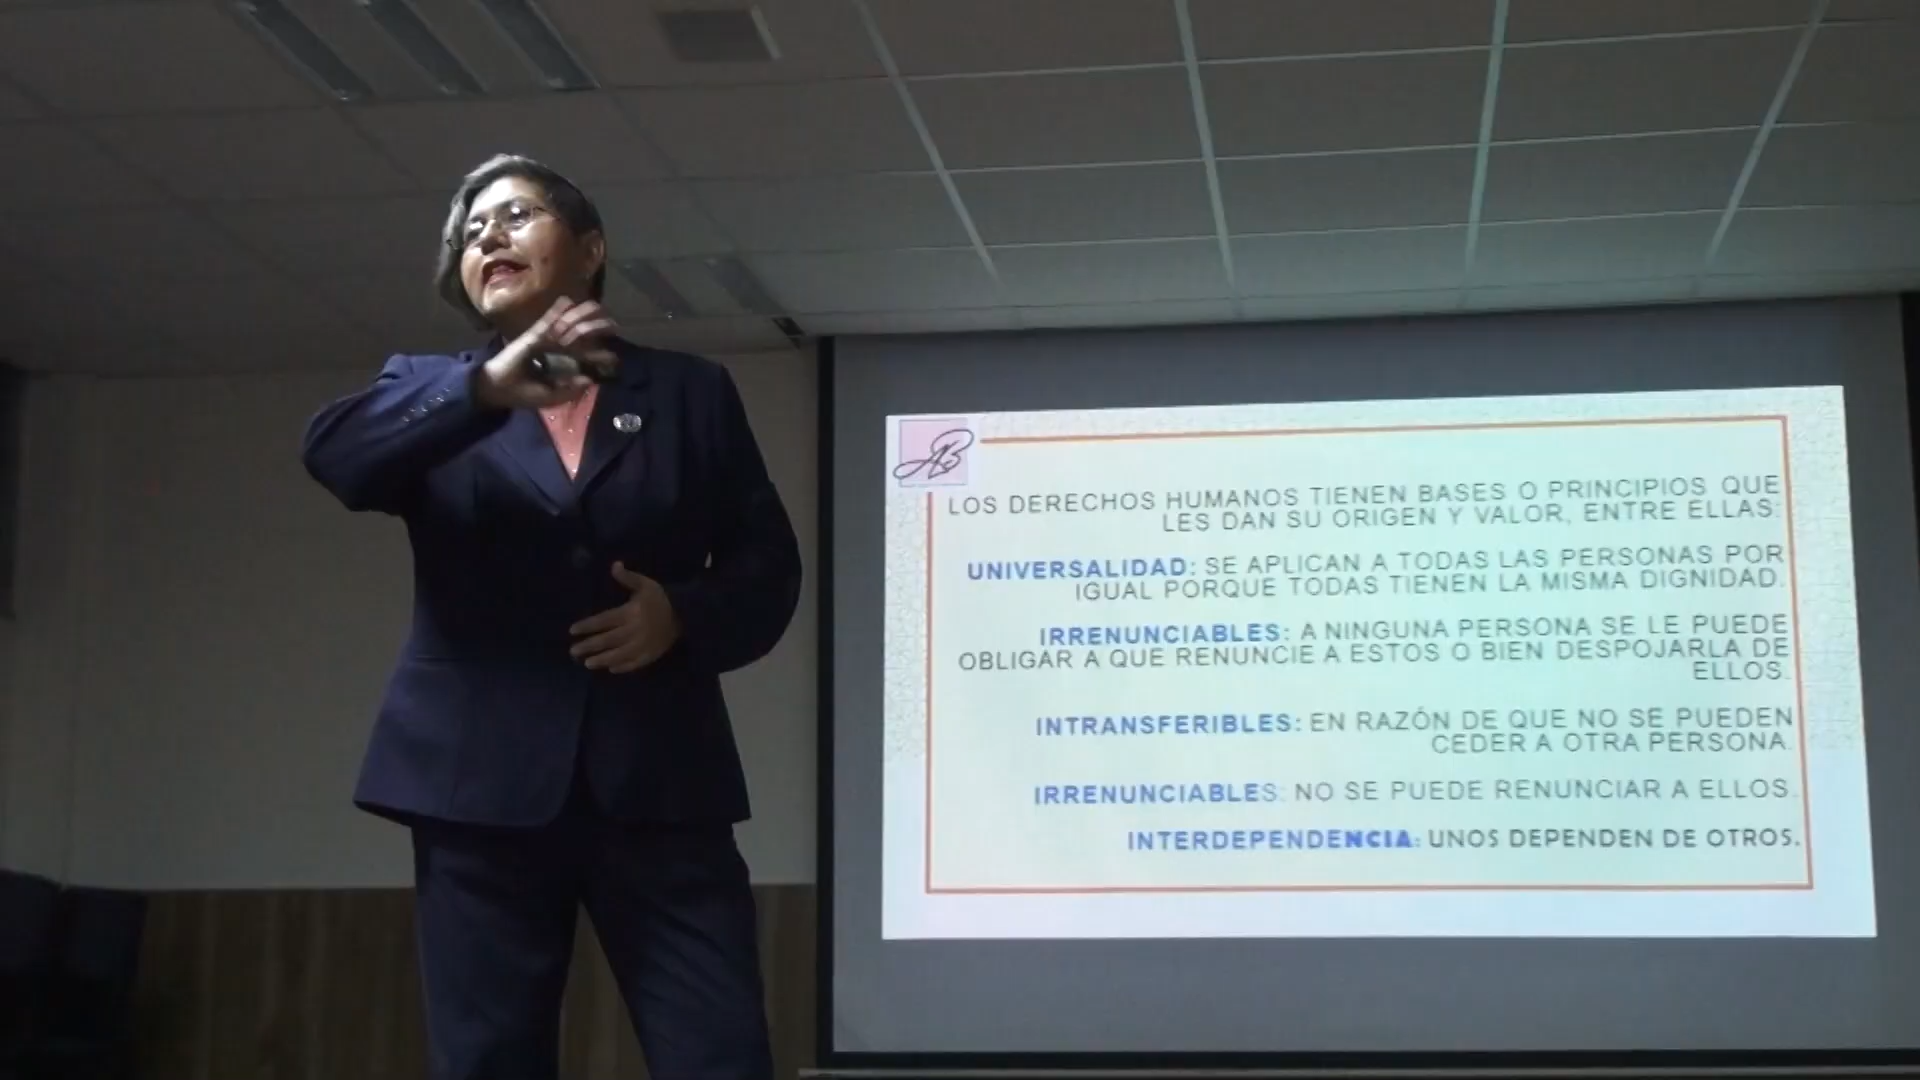 AB
LOS DERECHOS HUMANOS TIENEN BASES O PRINCIPIOS QUE
LES DAN SU ORIGEN Y VALOR, ENTRE ELLAS:
UNIVERSALIDAD: SE APLICAN A TODAS LAS PERSONAS POR
IGUAL PORQUE TODAS TIENEN LA MISMA DIGNIDAD.
IRRENUNCIABLES: A NINGUNA PERSONA SE LE PUEDE
OBLIGAR A QUE RENUNCIE A ESTOS O BIEN DESPOJARLA DE
ELLOS.
INTRANSFERIBLES: EN RAZÓN DE QUE NO SE PUEDEN
CEDER A OTRA PERSONA.
IRRENUNCIABLES: NO SE PUEDE RENUNCIAR A ELLOS.
INTERDEPENDENCIA: UNOS DEPENDEN DE OTROS.